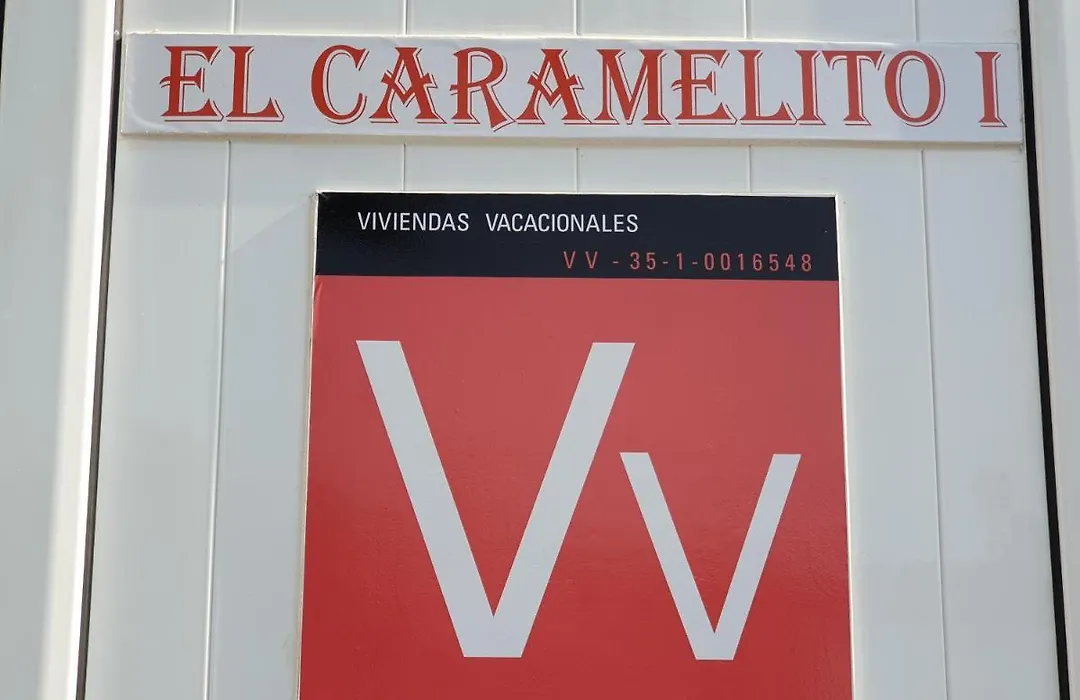 EL CARAMELITO I
VIVIENDAS VACACIONALES
VV - 35-1-0016548
Vv